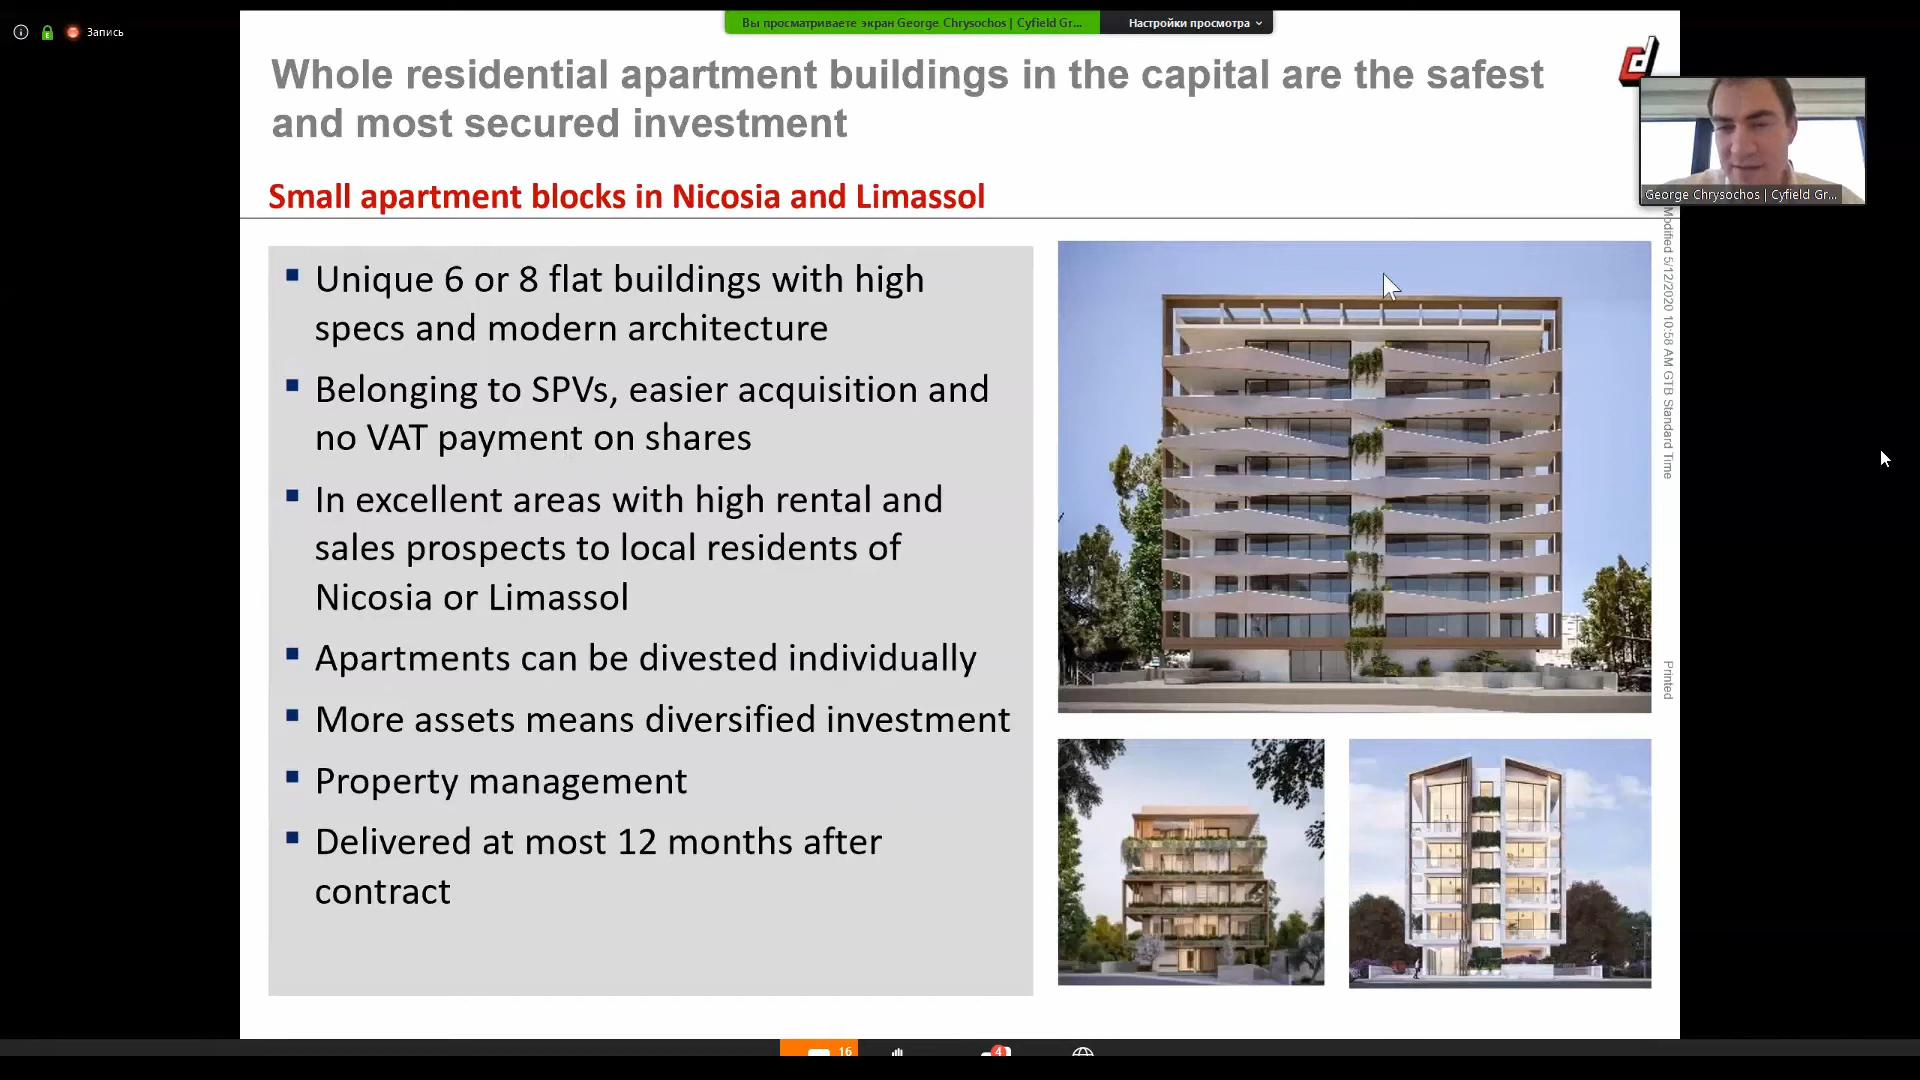 Запись
Вы просматриваете экран George Chrysochos | Cyfield Gr...
Настройки просмотра
Whole residential apartment buildings in the capital are the safest
and most secured investment
George Chrysochos | Cyfield Gr...
Small apartment blocks in Nicosia and Limassol
▪ Unique 6 or 8 flat buildings with high
specs and modern architecture
▪ Belonging to SPVs, easier acquisition and
no VAT payment on shares
▪ In excellent areas with high rental and
sales prospects to local residents of
Nicosia or Limassol
▪ Apartments can be divested individually
▪ More assets means diversified investment
▪ Property management
▪ Delivered at most 12 months after
contract
Modified 5/12/2020 10:58 AM GTB Standard Time
Printed
16
4